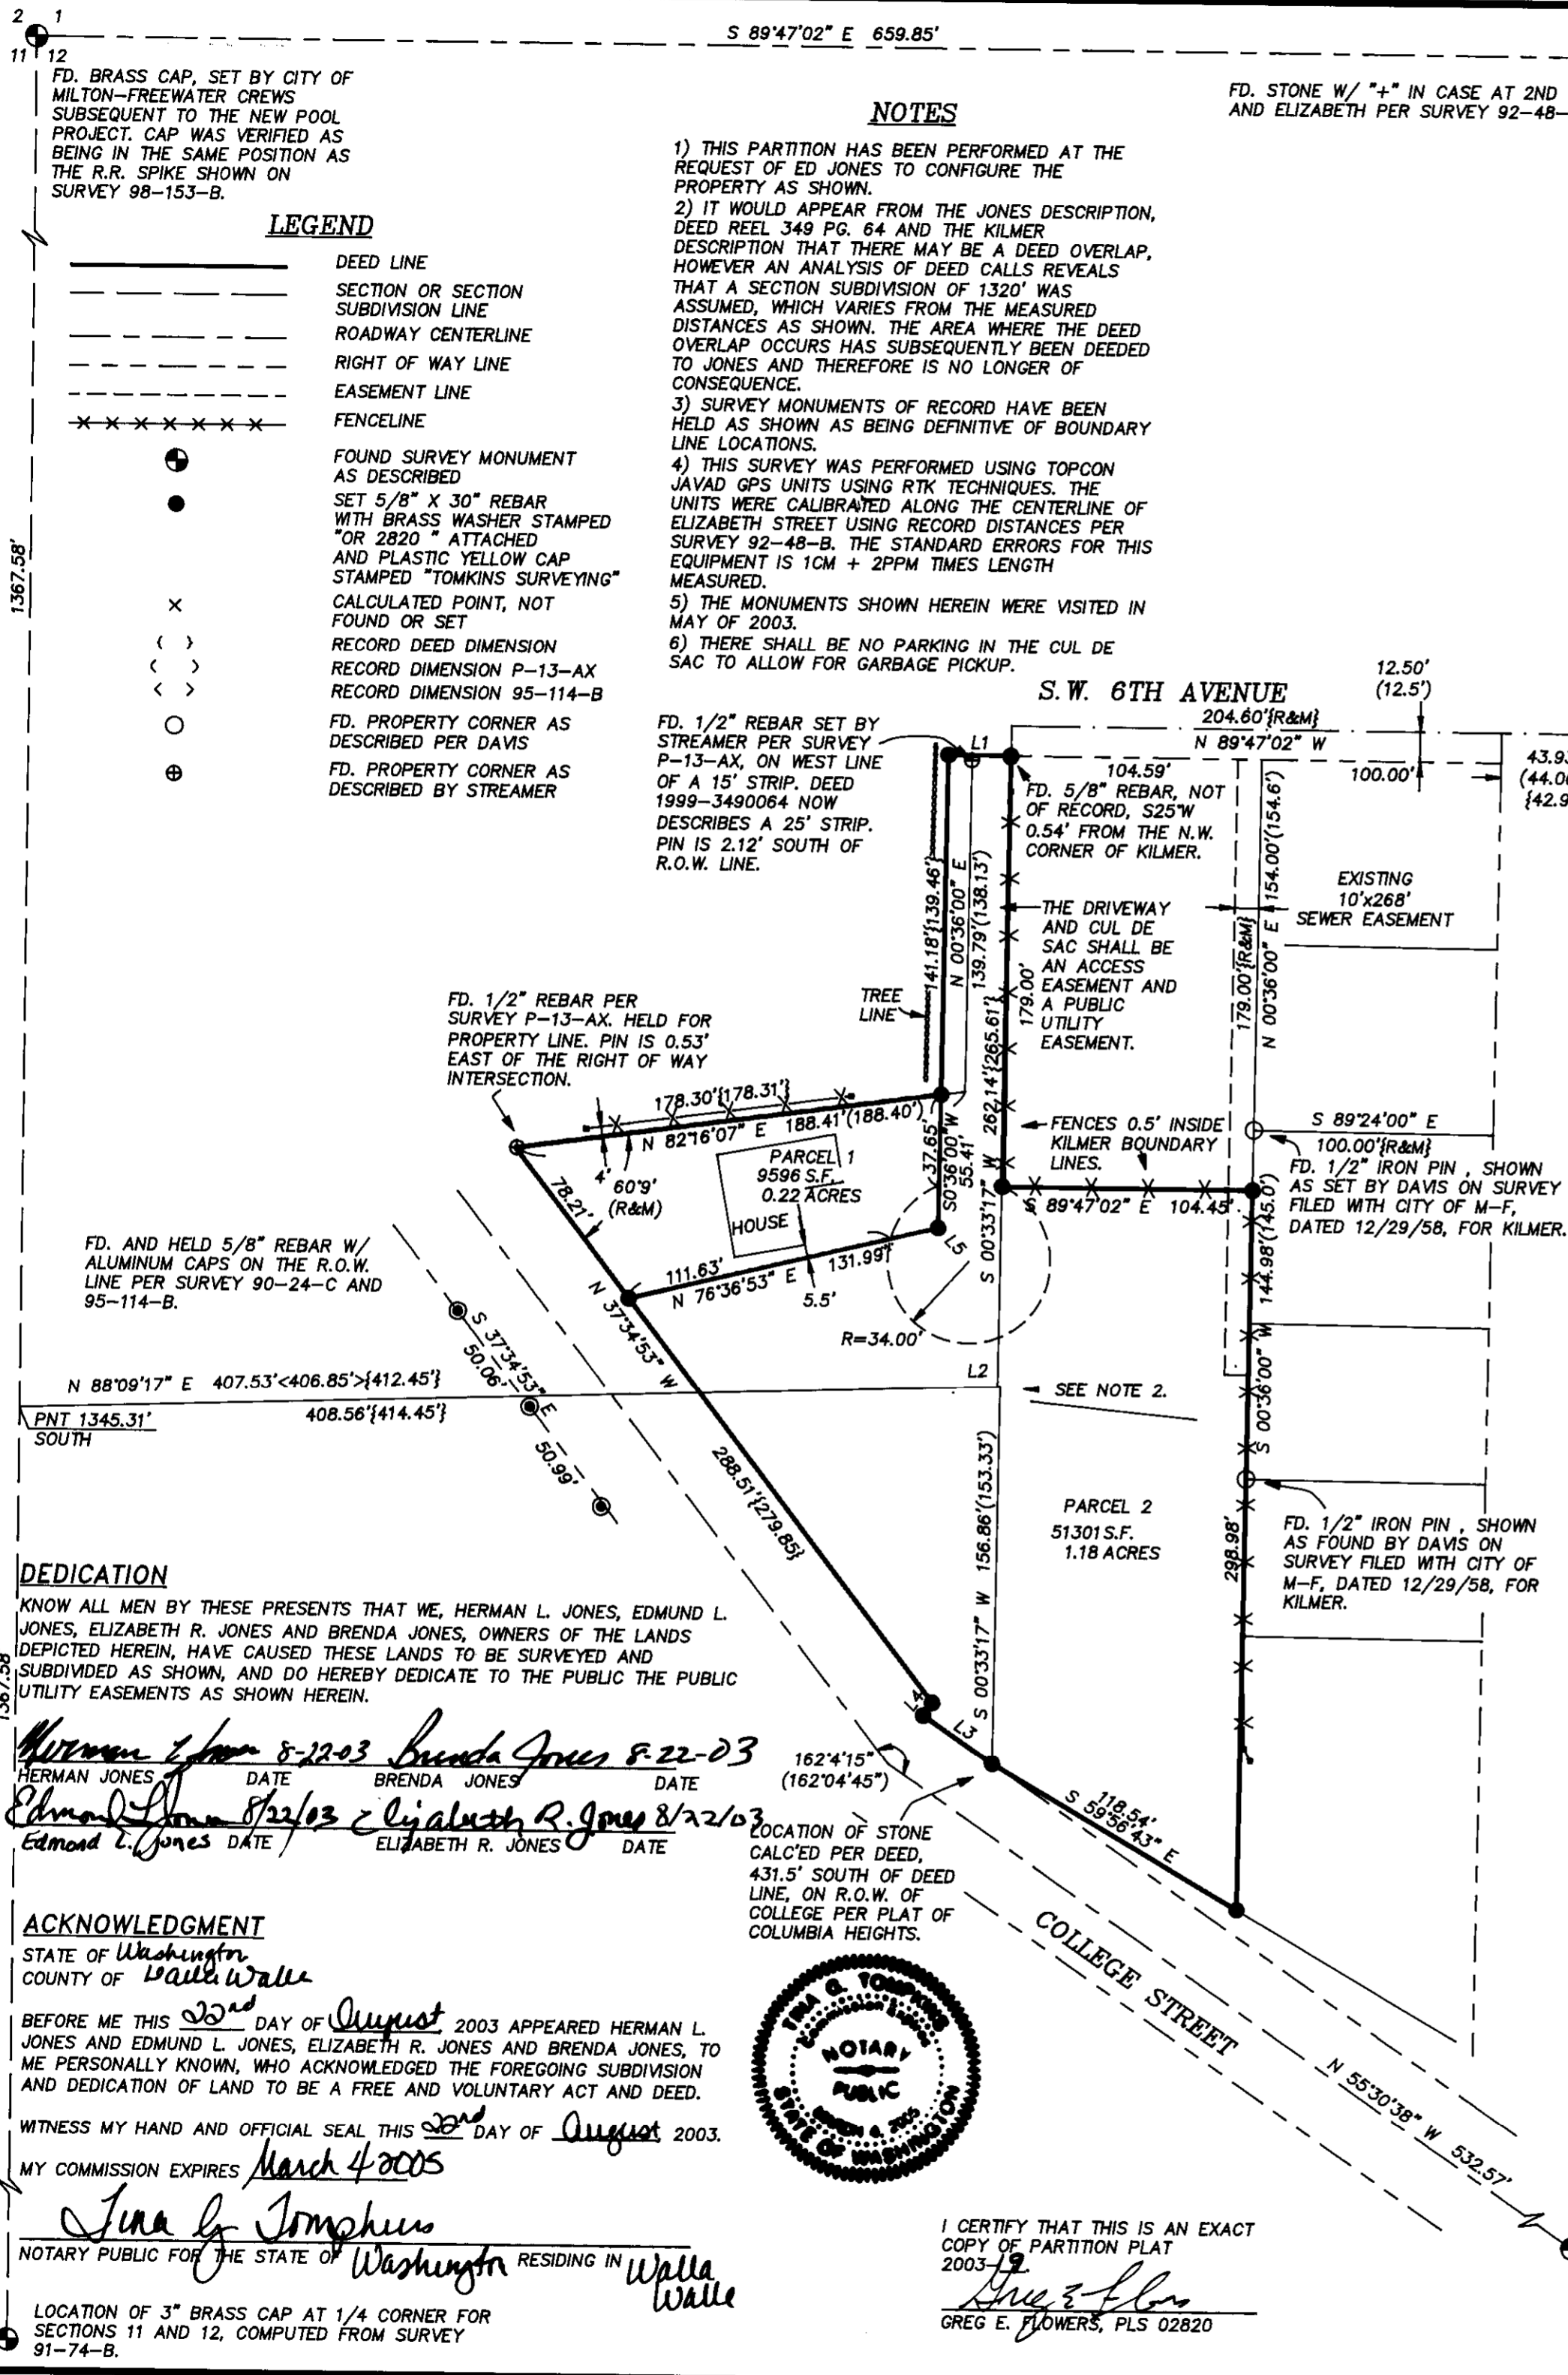 2 1
11 12
S 89°47'02" E 659.85'
FD. BRASS CAP, SET BY CITY OF
MILTON-FREEWATER CREWS
SUBSEQUENT TO THE NEW POOL
PROJECT. CAP WAS VERIFIED AS
BEING IN THE SAME POSITION AS
THE R.R. SPIKE SHOWN ON
SURVEY 98-153-B.
FD. STONE W/ "+" IN CASE AT 2ND
AND ELIZABETH PER SURVEY 92-48-
LEGEND
DEED LINE
SECTION OR SECTION
SUBDIVISION LINE
ROADWAY CENTERLINE
RIGHT OF WAY LINE
EASEMENT LINE
FENCELINE
FOUND SURVEY MONUMENT
AS DESCRIBED
SET 5/8" X 30" REBAR
WITH BRASS WASHER STAMPED
"OR 2820 " ATTACHED
AND PLASTIC YELLOW CAP
STAMPED "TOMKINS SURVEYING"
CALCULATED POINT, NOT
FOUND OR SET
{ } RECORD DEED DIMENSION
( ) RECORD DIMENSION P-13-AX
< > RECORD DIMENSION 95-114-B
FD. PROPERTY CORNER AS
DESCRIBED PER DAVIS
FD. PROPERTY CORNER AS
DESCRIBED BY STREAMER
1367.58'
NOTES
1) THIS PARTITION HAS BEEN PERFORMED AT THE
REQUEST OF ED JONES TO CONFIGURE THE
PROPERTY AS SHOWN.
2) IT WOULD APPEAR FROM THE JONES DESCRIPTION,
DEED REEL 349 PG. 64 AND THE KILMER
DESCRIPTION THAT THERE MAY BE A DEED OVERLAP,
HOWEVER AN ANALYSIS OF DEED CALLS REVEALS
THAT A SECTION SUBDIVISION OF 1320' WAS
ASSUMED, WHICH VARIES FROM THE MEASURED
DISTANCES AS SHOWN. THE AREA WHERE THE DEED
OVERLAP OCCURS HAS SUBSEQUENTLY BEEN DEEDED
TO JONES AND THEREFORE IS NO LONGER OF
CONSEQUENCE.
3) SURVEY MONUMENTS OF RECORD HAVE BEEN
HELD AS SHOWN AS BEING DEFINITIVE OF BOUNDARY
LINE LOCATIONS.
4) THIS SURVEY WAS PERFORMED USING TOPCON
JAVAD GPS UNITS USING RTK TECHNIQUES. THE
UNITS WERE CALIBRATED ALONG THE CENTERLINE OF
ELIZABETH STREET USING RECORD DISTANCES PER
SURVEY 92-48-B. THE STANDARD ERRORS FOR THIS
EQUIPMENT IS 1CM + 2PPM TIMES LENGTH
MEASURED.
5) THE MONUMENTS SHOWN HEREIN WERE VISITED IN
MAY OF 2003.
6) THERE SHALL BE NO PARKING IN THE CUL DE
SAC TO ALLOW FOR GARBAGE PICKUP.
S.W. 6TH AVENUE
12.50'
(12.5')
204.60'{R&M}
N 89°47'02" W
104.59'
100.00'
43.93
(44.00
{42.9
L1
FD. 1/2" REBAR SET BY
STREAMER PER SURVEY
P-13-AX, ON WEST LINE
OF A 15' STRIP. DEED
1999-3490064 NOW
DESCRIBES A 25' STRIP.
PIN IS 2.12' SOUTH OF
R.O.W. LINE.
FD. 5/8" REBAR, NOT
OF RECORD, S25°W
0.54' FROM THE N.W.
CORNER OF KILMER.
THE DRIVEWAY
AND CUL DE
SAC SHALL BE
AN ACCESS
EASEMENT AND
A PUBLIC
UTILITY
EASEMENT.
EXISTING
10'x268'
SEWER EASEMENT
141.18'{139.46'}
N 00°36'00" E
139.79'(138.13')
179.00'
S 00°33'17" W 262.14'{265.61'}
179.00'{R&M}
N 00°36'00" E 154.00'(154.6')
TREE
LINE
FD. 1/2" REBAR PER
SURVEY P-13-AX. HELD FOR
PROPERTY LINE. PIN IS 0.53'
EAST OF THE RIGHT OF WAY
INTERSECTION.
178.30'{178.31'}
N 82°16'07" E 188.41'(188.40')
4'
60°9'
(R&M)
PARCEL 1
9596 S.F.
0.22 ACRES
HOUSE
37.65'
S0°36'00"W
55.41'
FENCES 0.5' INSIDE
KILMER BOUNDARY
LINES.
S 89°24'00" E
100.00'{R&M}
FD. 1/2" IRON PIN , SHOWN
AS SET BY DAVIS ON SURVEY
FILED WITH CITY OF M-F,
DATED 12/29/58, FOR KILMER.
S 89°47'02" E 104.45'
78.21'
111.63'
N 76°36'53" E 131.99'
5.5'
L5
R=34.00'
FD. AND HELD 5/8" REBAR W/
ALUMINUM CAPS ON THE R.O.W.
LINE PER SURVEY 90-24-C AND
95-114-B.
N 37°34'53" W
S 37°34'53" E
50.06'
50.99'
N 88°09'17" E 407.53'<406.85'>{412.45'}
408.56'{414.45'}
PNT 1345.31'
SOUTH
L2
SEE NOTE 2.
S 00°36'00" W 144.98'(145.0')
298.98'
288.51'{279.85}
S 00°33'17" W 156.86'(153.33')
PARCEL 2
51301 S.F.
1.18 ACRES
FD. 1/2" IRON PIN , SHOWN
AS FOUND BY DAVIS ON
SURVEY FILED WITH CITY OF
M-F, DATED 12/29/58, FOR
KILMER.
DEDICATION
KNOW ALL MEN BY THESE PRESENTS THAT WE, HERMAN L. JONES, EDMUND L.
JONES, ELIZABETH R. JONES AND BRENDA JONES, OWNERS OF THE LANDS
DEPICTED HEREIN, HAVE CAUSED THESE LANDS TO BE SURVEYED AND
SUBDIVIDED AS SHOWN, AND DO HEREBY DEDICATE TO THE PUBLIC THE PUBLIC
UTILITY EASEMENTS AS SHOWN HEREIN.
1367.58
Herman L Jones 8-22-03 Brenda Jones 8-22-03
HERMAN JONES DATE BRENDA JONES DATE
Edmond L Jones 8/22/03 Elizabeth R. Jones 8/22/03
Edmond L. Jones DATE ELIZABETH R. JONES DATE
L4
L3
162°4'15"
(162°04'45")
118.54'
S 59°56'43" E
LOCATION OF STONE
CALC'ED PER DEED,
431.5' SOUTH OF DEED
LINE, ON R.O.W. OF
COLLEGE PER PLAT OF
COLUMBIA HEIGHTS.
COLLEGE STREET
N 55°30'38" W 532.57'
ACKNOWLEDGMENT
STATE OF Washington
COUNTY OF Walla Walla
BEFORE ME THIS 22nd DAY OF August, 2003 APPEARED HERMAN L.
JONES AND EDMUND L. JONES, ELIZABETH R. JONES AND BRENDA JONES, TO
ME PERSONALLY KNOWN, WHO ACKNOWLEDGED THE FOREGOING SUBDIVISION
AND DEDICATION OF LAND TO BE A FREE AND VOLUNTARY ACT AND DEED.
WITNESS MY HAND AND OFFICIAL SEAL THIS 22nd DAY OF August, 2003.
MY COMMISSION EXPIRES March 4 2005
Tina G Tompkins
NOTARY PUBLIC FOR THE STATE OF Washington RESIDING IN Walla
Walla
TINA G. TOMPKINS
Commission Expires
NOTARY
PUBLIC
MARCH 4, 2005
STATE OF WASHINGTON
LOCATION OF 3" BRASS CAP AT 1/4 CORNER FOR
SECTIONS 11 AND 12, COMPUTED FROM SURVEY
91-74-B.
I CERTIFY THAT THIS IS AN EXACT
COPY OF PARTITION PLAT
2003-19.
Greg E Flowers
GREG E. FLOWERS, PLS 02820